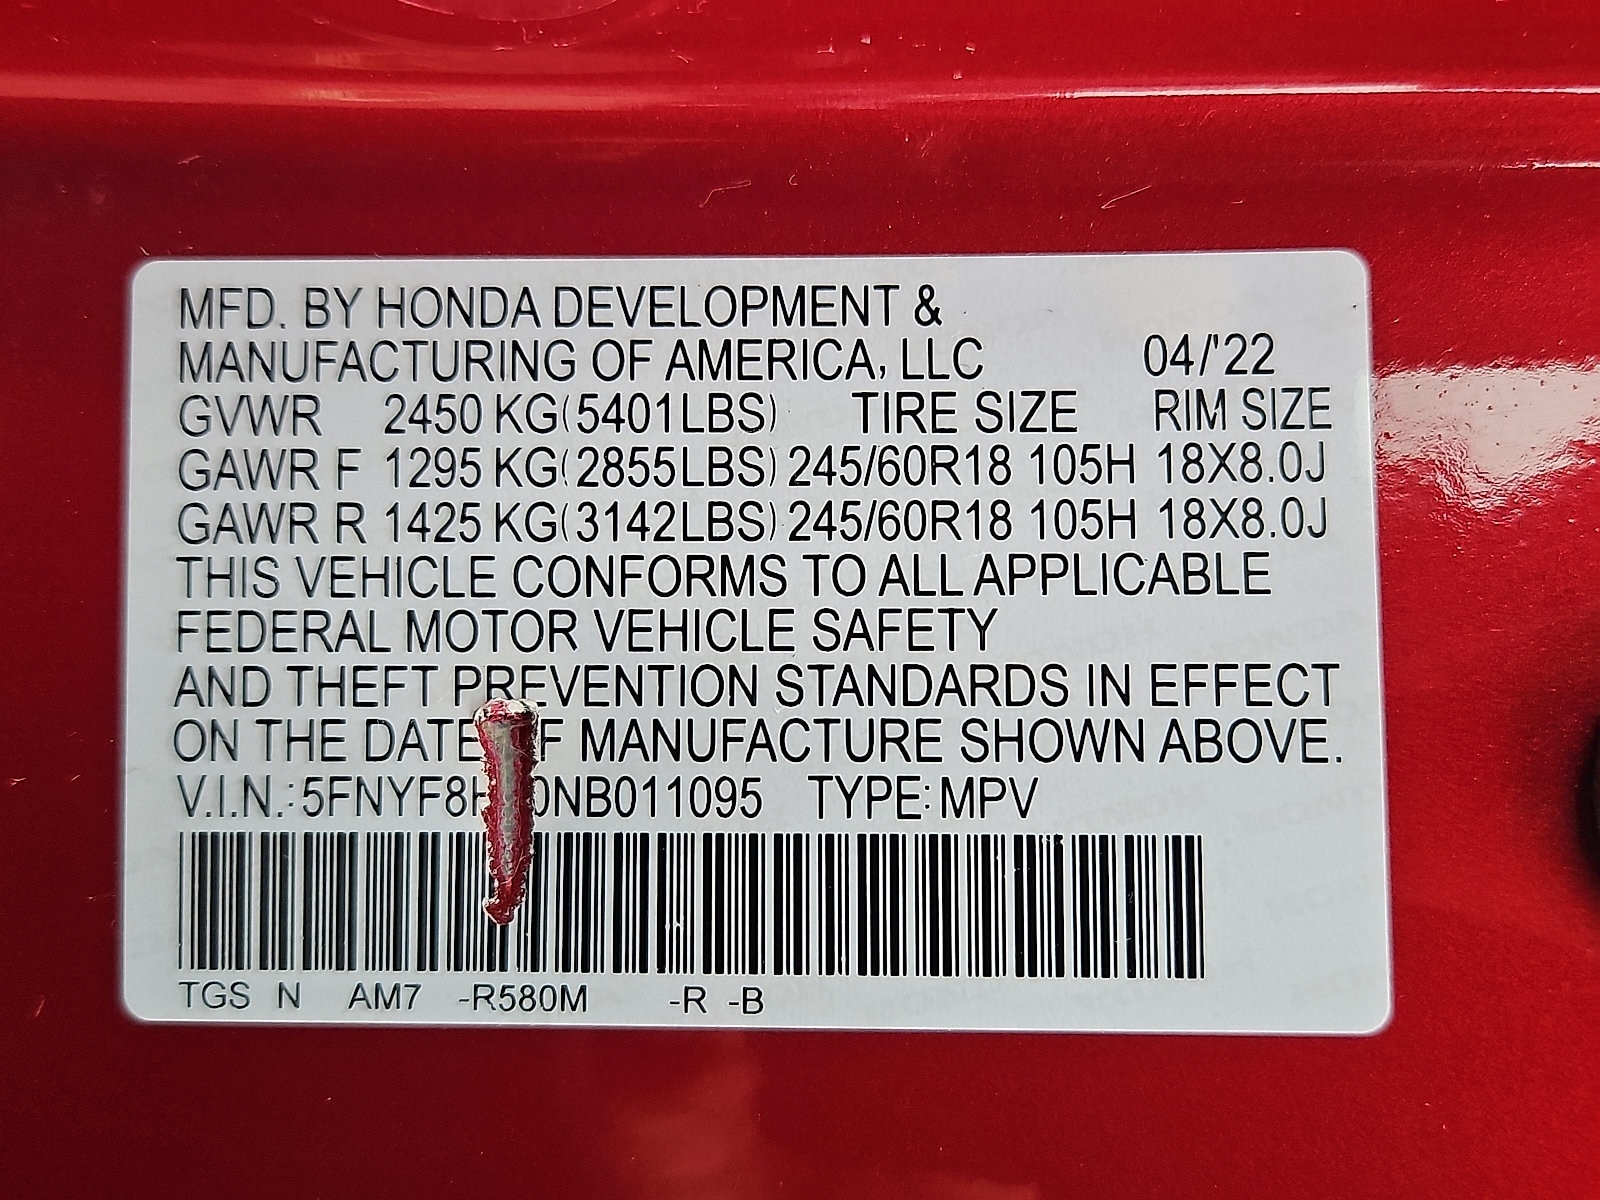 MFD. BY HONDA DEVELOPMENT &
MANUFACTURING OF AMERICA, LLC 04/'22
GVWR 2450 KG(5401LBS) TIRE SIZE RIM SIZE
GAWR F 1295 KG(2855LBS) 245/60R18 105H 18X8.0J
GAWR R 1425 KG(3142LBS) 245/60R18 105H 18X8.0J
THIS VEHICLE CONFORMS TO ALL APPLICABLE
FEDERAL MOTOR VEHICLE SAFETY
AND THEFT PREVENTION STANDARDS IN EFFECT
ON THE DATE OF MANUFACTURE SHOWN ABOVE.
V.I.N.: TYPE: MPV
TGS N AM7 -R580M -R -B